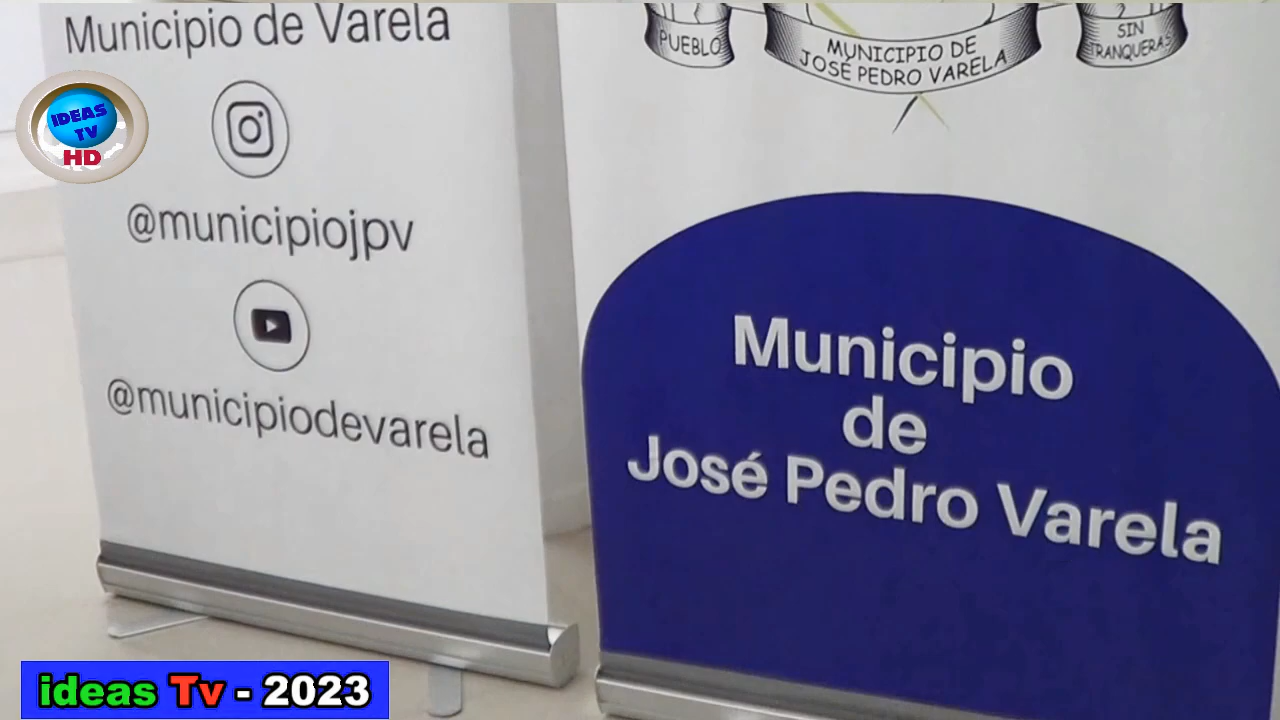 Municipio de Varela
@municipiojpv
@municipiodevarela
PUEBLO
MUNICIPIO DE
JOSÉ PEDRO VARELA
SIN
TRANQUERAS
Municipio
de
José Pedro Varela
IDEAS
TV
HD
ideas Tv - 2023